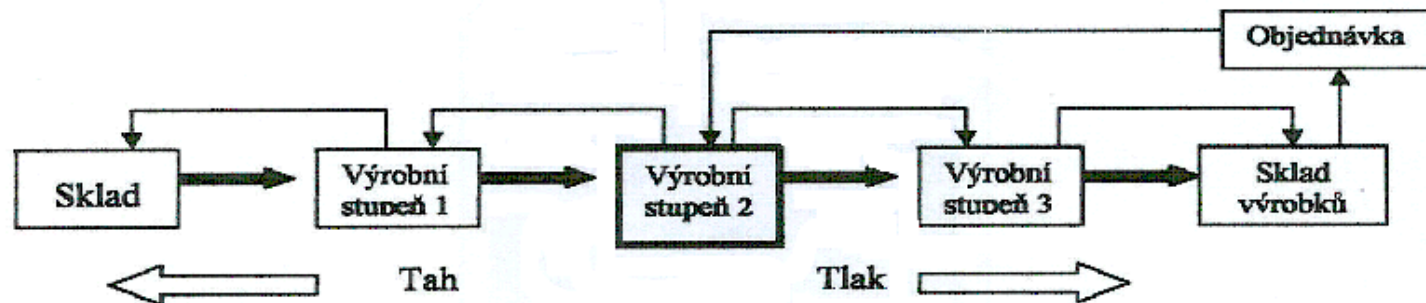 Objednávka
Sklad
Výrobní
stupeň 1
Výrobní
stupeň 2
Výrobní
stupeň 3
Sklad
výrobků
Tah
Tlak